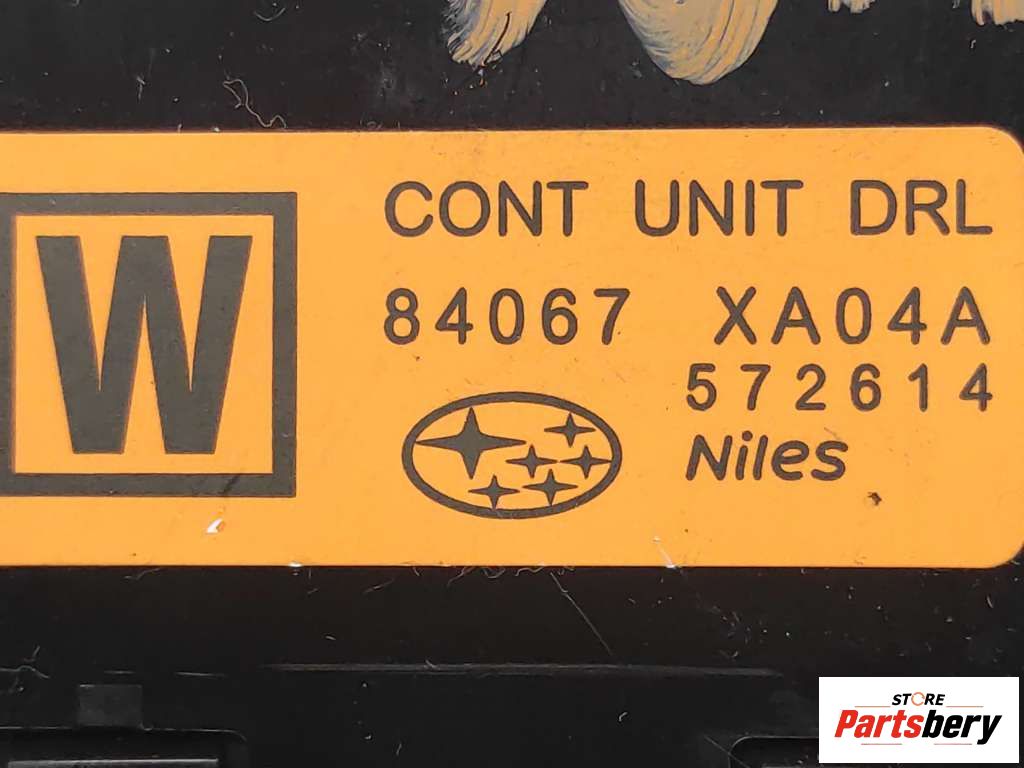 W
CONT UNIT DRL
84067 XA04A
572614
Niles
STORE
Partsbery